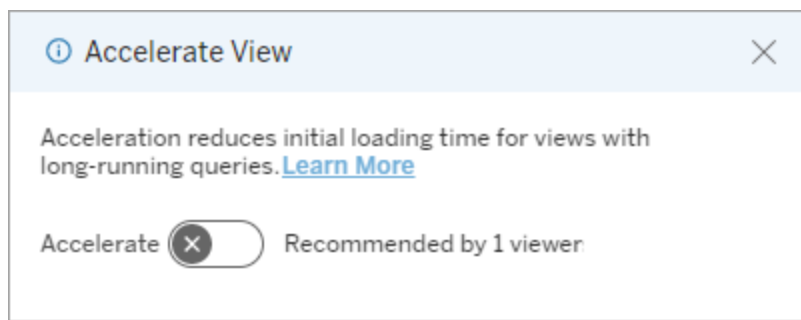 Accelerate View
Acceleration reduces initial loading time for views with
long-running queries. Learn More
Accelerate Recommended by 1 viewer